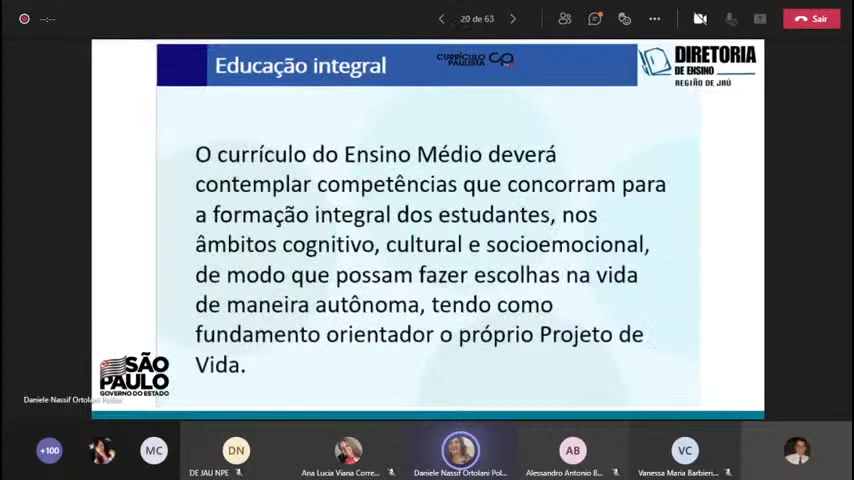 --:--
20 de 63
Sair
Educação integral
CURRÍCULO
PAULISTA
DIRETORIA
DE ENSINO
REGIÃO DE JAÚ
O currículo do Ensino Médio deverá
contemplar competências que concorram para
a formação integral dos estudantes, nos
âmbitos cognitivo, cultural e socioemocional,
de modo que possam fazer escolhas na vida
de maneira autônoma, tendo como
fundamento orientador o próprio Projeto de
Vida.
SÃO
PAULO
GOVERNO DO ESTADO
Daniele Nassif Ortolani
+100
MC
DN
AB
VC
DE JAU NPE
Ana Lucia Viana Corre...
Daniele Nassif Ortolani Pol...
Alessandro Antonio B...
Vanessa Maria Barbieri...